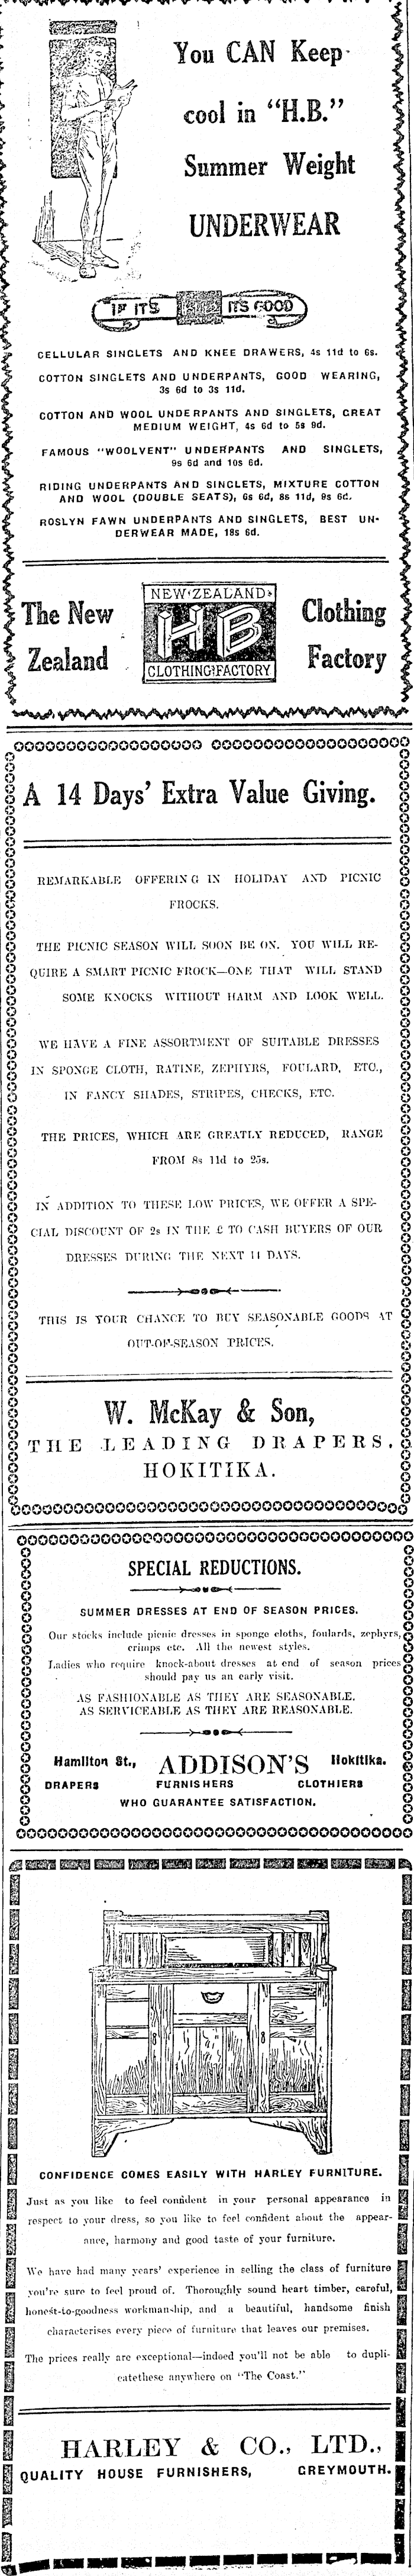 You CAN Keep
cool in "H.B."
Summer Weight
UNDERWEAR
IF ITS IT'S GOOD
CELLULAR SINGLETS AND KNEE DRAWERS, 4s 11d to 6s.
COTTON SINGLETS AND UNDERPANTS, GOOD WEARING,
3s 6d to 3s 11d.
COTTON AND WOOL UNDERPANTS AND SINGLETS, GREAT
MEDIUM WEIGHT, 4s 6d to 5s 9d.
FAMOUS "WOOLVENT" UNDERPANTS AND SINGLETS,
9s 6d and 10s 6d.
RIDING UNDERPANTS AND SINGLETS, MIXTURE COTTON
AND WOOL (DOUBLE SEATS), 6s 6d, 8s 11d, 9s 6d.
ROSLYN FAWN UNDERPANTS AND SINGLETS, BEST UN-
DERWEAR MADE, 18s 6d.
The New
Zealand
NEW ZEALAND
HB
CLOTHING FACTORY
Clothing
Factory
A 14 Days' Extra Value Giving.
REMARKABLE OFFERING IN HOLIDAY AND PICNIC
FROCKS.
THE PICNIC SEASON WILL SOON BE ON. YOU WILL RE-
QUIRE A SMART PICNIC FROCK—ONE THAT WILL STAND
SOME KNOCKS WITHOUT HARM AND LOOK WELL.
WE HAVE A FINE ASSORTMENT OF SUITABLE DRESSES
IN SPONGE CLOTH, RATINE, ZEPHYRS, FOULARD, ETC.,
IN FANCY SHADES, STRIPES, CHECKS, ETC.
THE PRICES, WHICH ARE GREATLY REDUCED, RANGE
FROM 8s 11d to 25s.
IN ADDITION TO THESE LOW PRICES, WE OFFER A SPE-
CIAL DISCOUNT OF 2s IN THE £ TO CASH BUYERS OF OUR
DRESSES DURING THE NEXT 14 DAYS.
THIS IS YOUR CHANCE TO BUY SEASONABLE GOODS AT
OUT-OF-SEASON PRICES.
W. McKay & Son,
THE LEADING DRAPERS.
HOKITIKA.
SPECIAL REDUCTIONS.
SUMMER DRESSES AT END OF SEASON PRICES.
Our stocks include picnic dresses in sponge cloths, foulards, zephyrs,
crimps etc. All the newest styles.
Ladies who require knock-about dresses at end of season prices
should pay us an early visit.
AS FASHIONABLE AS THEY ARE SEASONABLE.
AS SERVICEABLE AS THEY ARE REASONABLE.
Hamilton St., ADDISON'S Hokitika.
DRAPERS FURNISHERS CLOTHIERS
WHO GUARANTEE SATISFACTION.
CONFIDENCE COMES EASILY WITH HARLEY FURNITURE.
Just as you like to feel confident in your personal appearance in
respect to your dress, so you like to feel confident about the appear-
ance, harmony and good taste of your furniture.
We have had many years' experience in selling the class of furniture
you're sure to feel proud of. Thoroughly sound heart timber, careful,
honest-to-goodness workmanship, and a beautiful, handsome finish
characterises every piece of furniture that leaves our premises.
The prices really are exceptional—indeed you'll not be able to dupli-
catethese anywhere on "The Coast."
HARLEY & CO., LTD.,
QUALITY HOUSE FURNISHERS, GREYMOUTH.